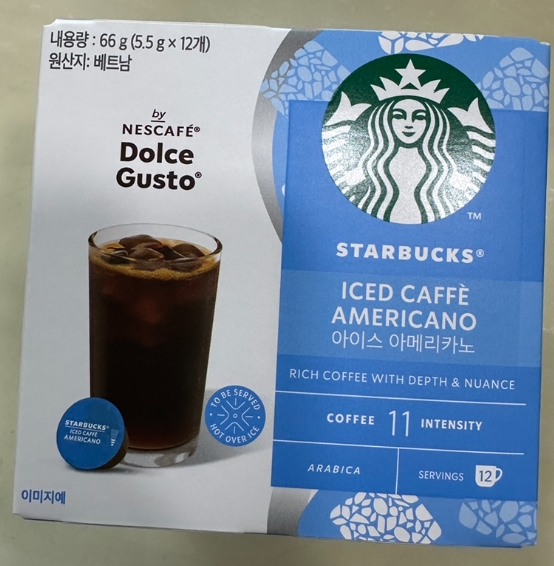 내용량 : 66 g (5.5 g × 12개)
원산지: 베트남
by
NESCAFÉ®
Dolce
Gusto®
TM
STARBUCKS®
ICED CAFFÈ
AMERICANO
아이스 아메리카노
RICH COFFEE WITH DEPTH & NUANCE
COFFEE 11 INTENSITY
ARABICA
SERVINGS 12
TO BE SERVED
HOT OVER ICE
STARBUCKS®
ICED CAFFÈ
AMERICANO
이미지예